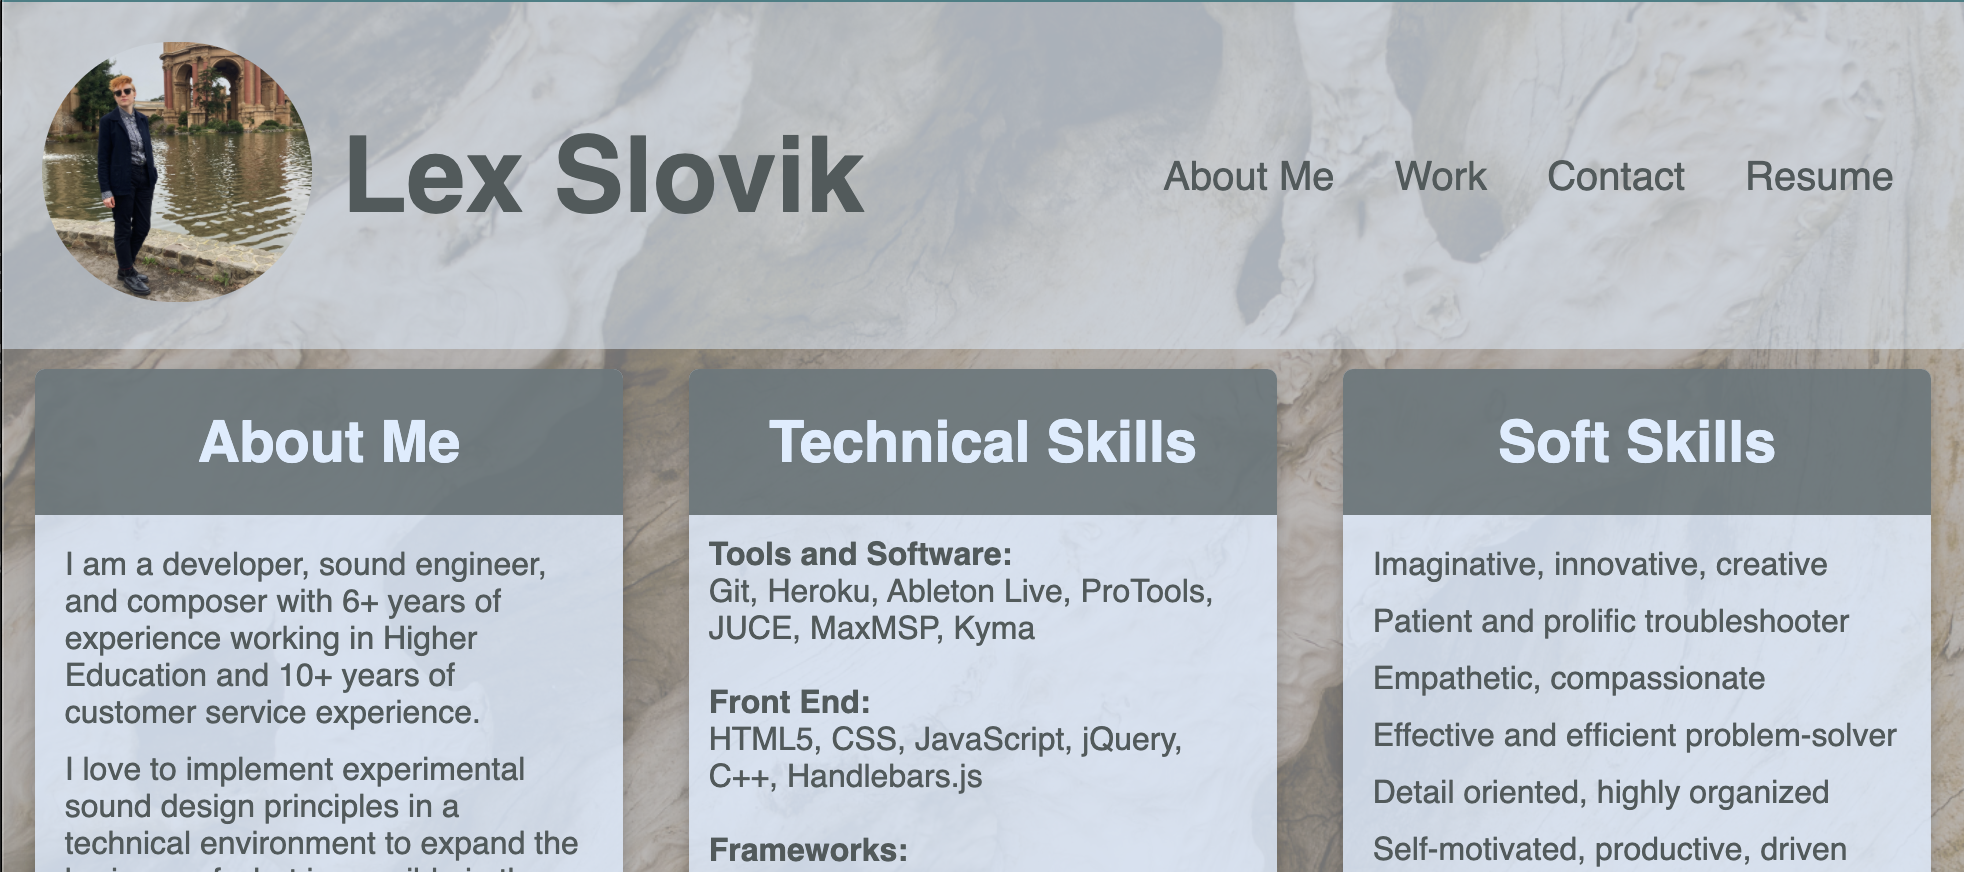 Lex Slovik
About Me Work Contact Resume
About Me
I am a developer, sound engineer,
and composer with 6+ years of
experience working in Higher
Education and 10+ years of
customer service experience.
I love to implement experimental
sound design principles in a
technical environment to expand the
Technical Skills
Tools and Software:
Git, Heroku, Ableton Live, ProTools,
JUCE, MaxMSP, Kyma
Front End:
HTML5, CSS, JavaScript, jQuery,
C++, Handlebars.js
Frameworks:
Soft Skills
Imaginative, innovative, creative
Patient and prolific troubleshooter
Empathetic, compassionate
Effective and efficient problem-solver
Detail oriented, highly organized
Self-motivated, productive, driven